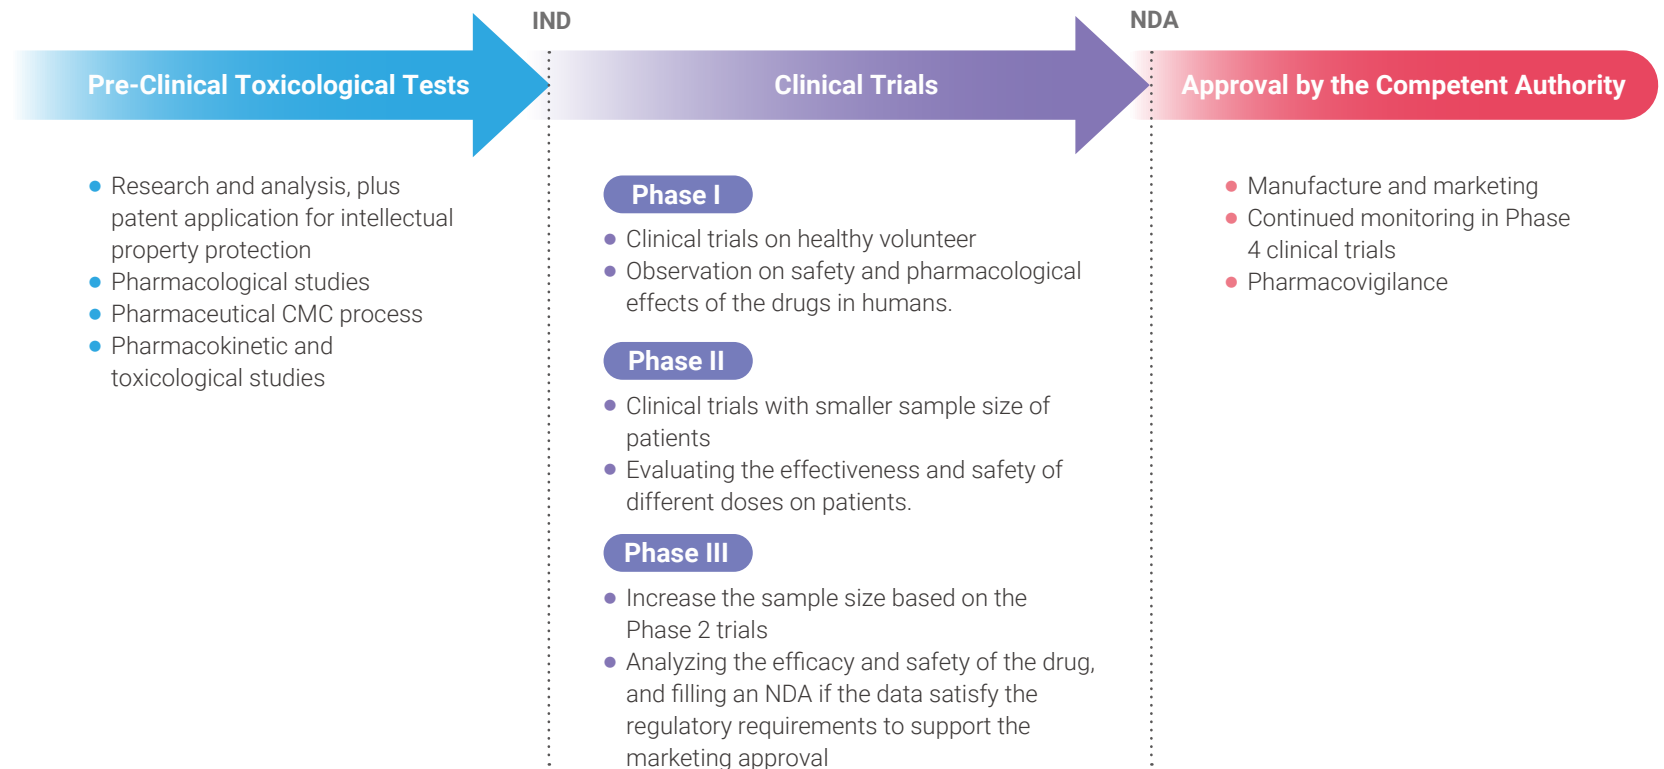 IND
NDA
Pre-Clinical Toxicological Tests
Clinical Trials
Approval by the Competent Authority
Research and analysis, plus
patent application for intellectual
property protection
Pharmacological studies
Pharmaceutical CMC process
Pharmacokinetic and
toxicological studies
Phase I
Clinical trials on healthy volunteer
Observation on safety and pharmacological
effects of the drugs in humans.
Phase II
Clinical trials with smaller sample size of
patients
Evaluating the effectiveness and safety of
different doses on patients.
Phase III
Increase the sample size based on the
Phase 2 trials
Analyzing the efficacy and safety of the drug,
and filling an NDA if the data satisfy the
regulatory requirements to support the
marketing approval
Manufacture and marketing
Continued monitoring in Phase
4 clinical trials
Pharmacovigilance